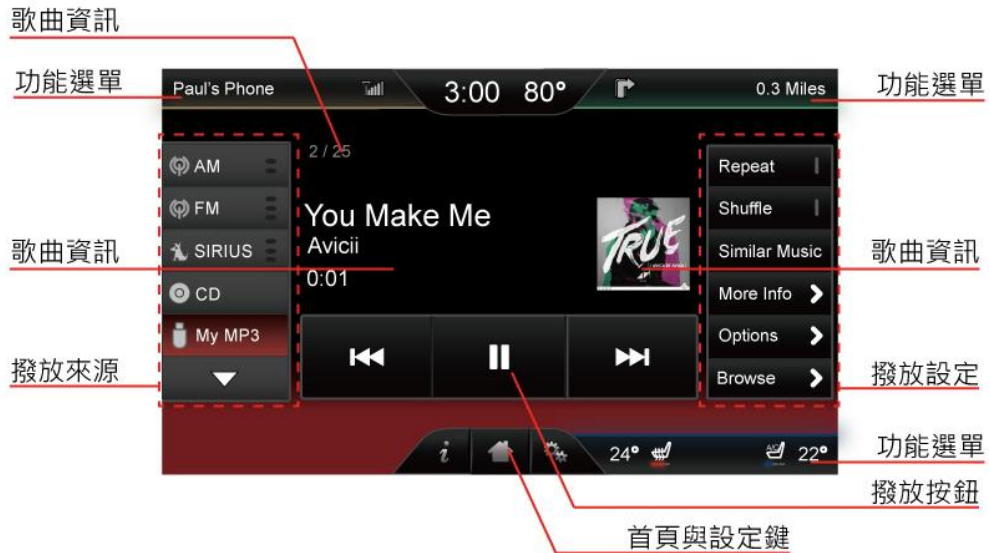 歌曲資訊
功能選單
Paul's Phone
3:00 80°
0.3 Miles
功能選單
2 / 25
AM
FM
SIRIUS
CD
My MP3
You Make Me
Avicii
0:01
TRUE
Repeat
Shuffle
Similar Music
More Info
Options
Browse
歌曲資訊
歌曲資訊
撥放來源
撥放設定
i
24°
A/C
22°
功能選單
撥放按鈕
首頁與設定鍵